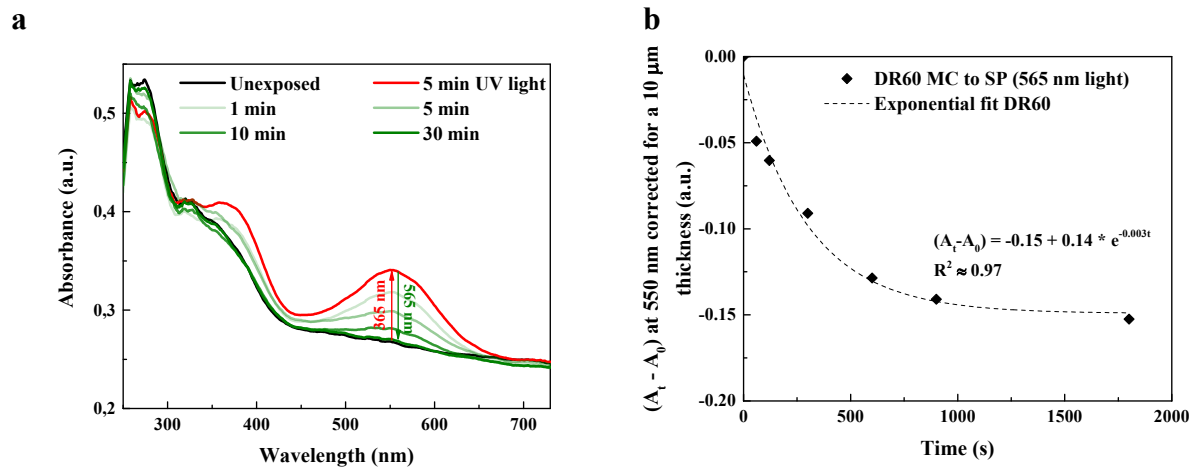 a
Absorbance (a.u.)
0,5
0,4
0,3
0,2
Unexposed
5 min UV light
1 min
5 min
10 min
30 min
365 nm
565 nm
300
400
500
600
700
Wavelength (nm)
b
(At - A0) at 550 nm corrected for a 10 μm
thickness (a.u.)
0.00
-0.05
-0.10
-0.15
-0.20
DR60 MC to SP (565 nm light)
Exponential fit DR60
(At-A0) = -0.15 + 0.14 * e-0.003t
R2 ≈ 0.97
0
500
1000
1500
2000
Time (s)